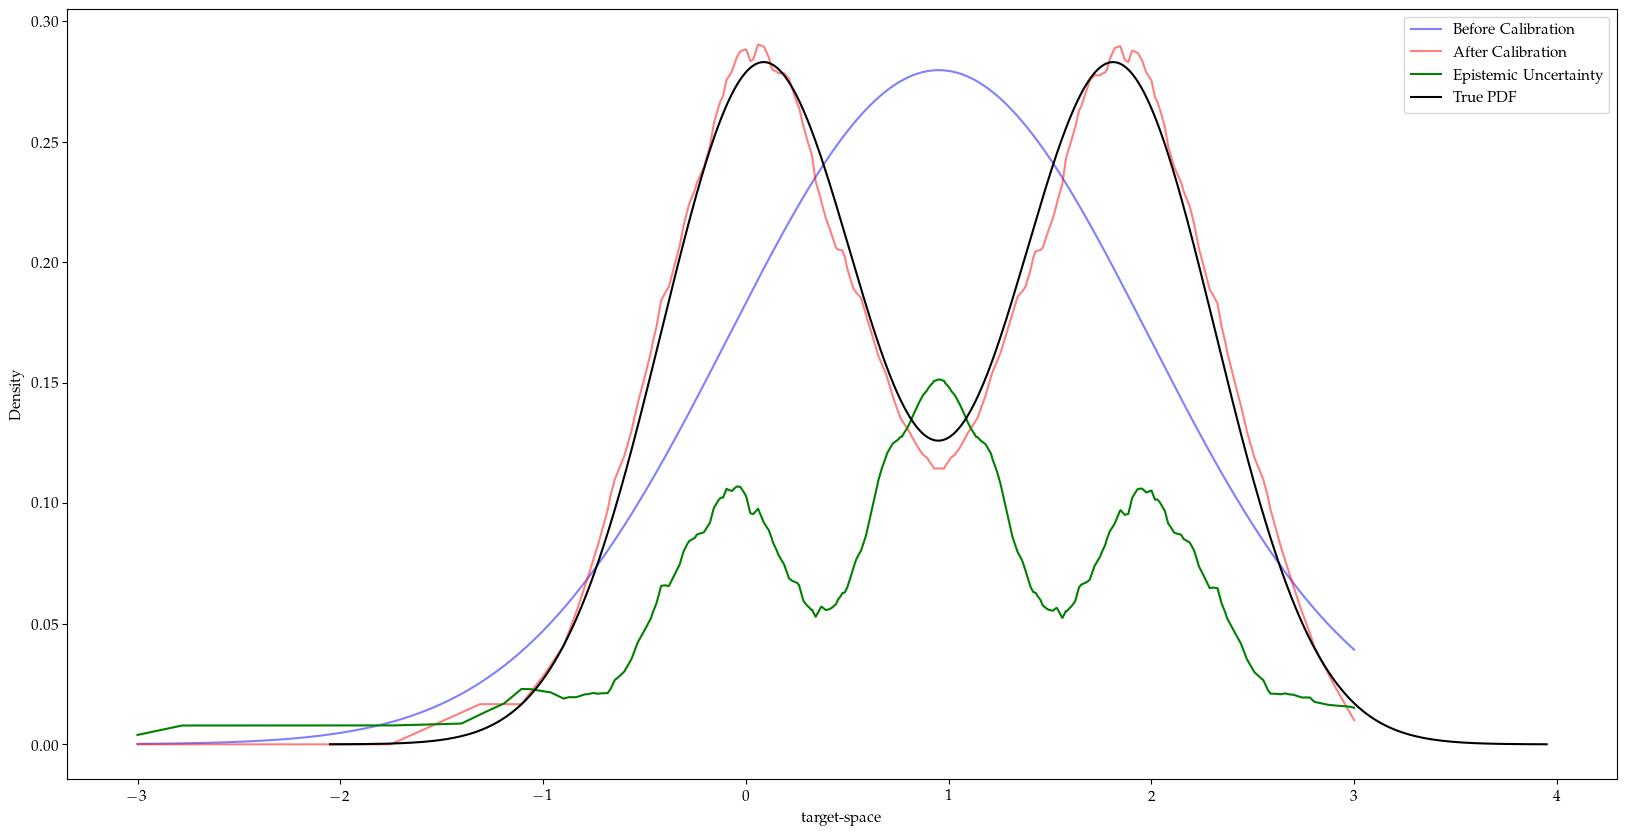 Before Calibration
After Calibration
Epistemic Uncertainty
True PDF
Density
0.30
0.25
0.20
0.15
0.10
0.05
0.00
−3 −2 −1 0 1 2 3 4
target-space